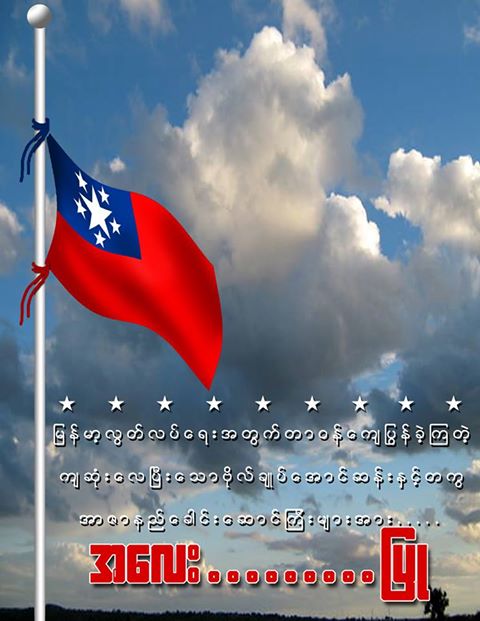 မြန်မာ့လွတ်လပ်ရေးအတွက်တာဝန်ကျေပြွန်ခဲ့ကြတဲ့
ကျဆုံးလေပြီးသောဗိုလ်ချုပ်အောင်ဆန်းနှင့်တကွ
အာဇာနည်ခေါင်းဆောင်ကြီးများအား.....
အလေး..........ပြု